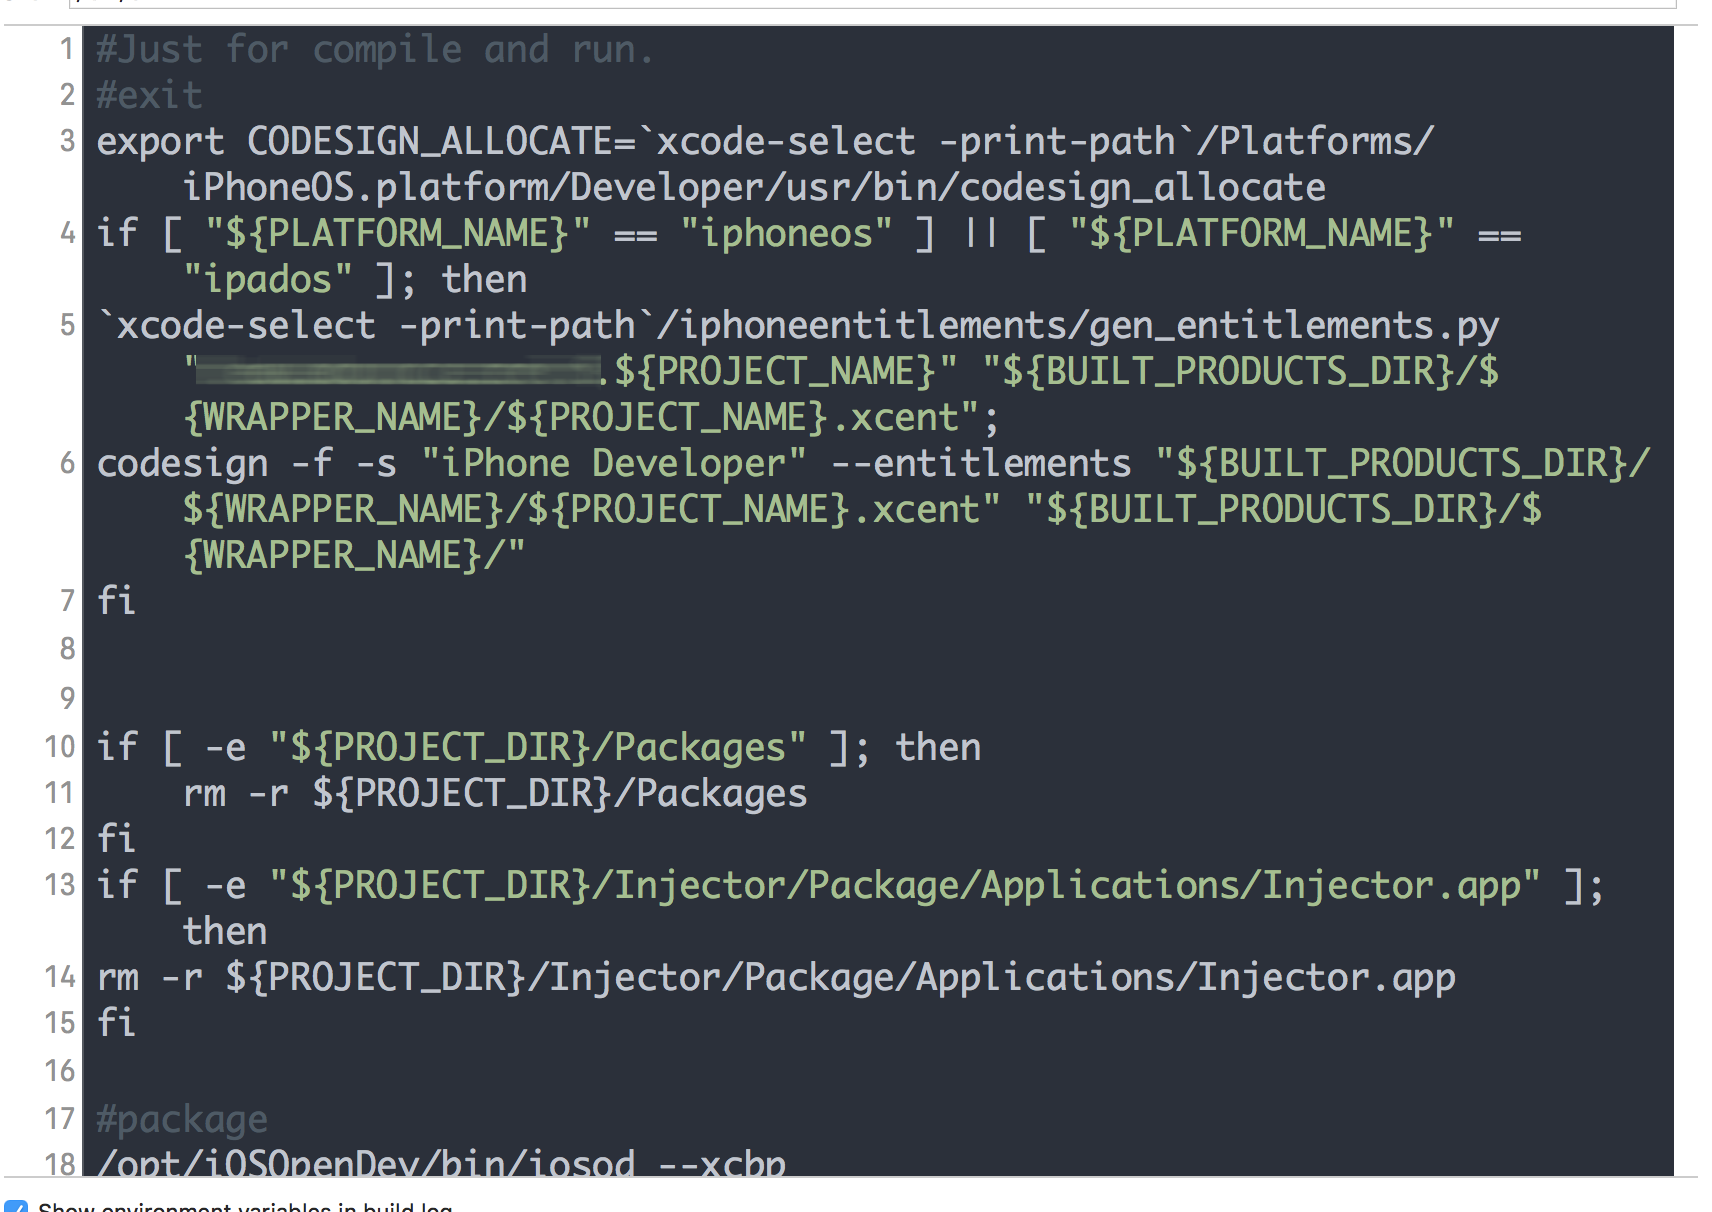 1 #Just for compile and run.
2 #exit
3 export CODESIGN_ALLOCATE=`xcode-select -print-path`/Platforms/
iPhoneOS.platform/Developer/usr/bin/codesign_allocate
4 if [ "${PLATFORM_NAME}" == "iphoneos" ] || [ "${PLATFORM_NAME}" ==
"ipados" ]; then
5 `xcode-select -print-path`/iphoneentitlements/gen_entitlements.py
".${PROJECT_NAME}" "${BUILT_PRODUCTS_DIR}/$
{WRAPPER_NAME}/${PROJECT_NAME}.xcent";
6 codesign -f -s "iPhone Developer" --entitlements "${BUILT_PRODUCTS_DIR}/
${WRAPPER_NAME}/${PROJECT_NAME}.xcent" "${BUILT_PRODUCTS_DIR}/$
{WRAPPER_NAME}/"
7 fi
8
9
10 if [ -e "${PROJECT_DIR}/Packages" ]; then
11 rm -r ${PROJECT_DIR}/Packages
12 fi
13 if [ -e "${PROJECT_DIR}/Injector/Package/Applications/Injector.app" ];
then
14 rm -r ${PROJECT_DIR}/Injector/Package/Applications/Injector.app
15 fi
16
17 #package
18 /opt/iOSOpenDev/bin/iosod --xcbp
Show environment variables in build log